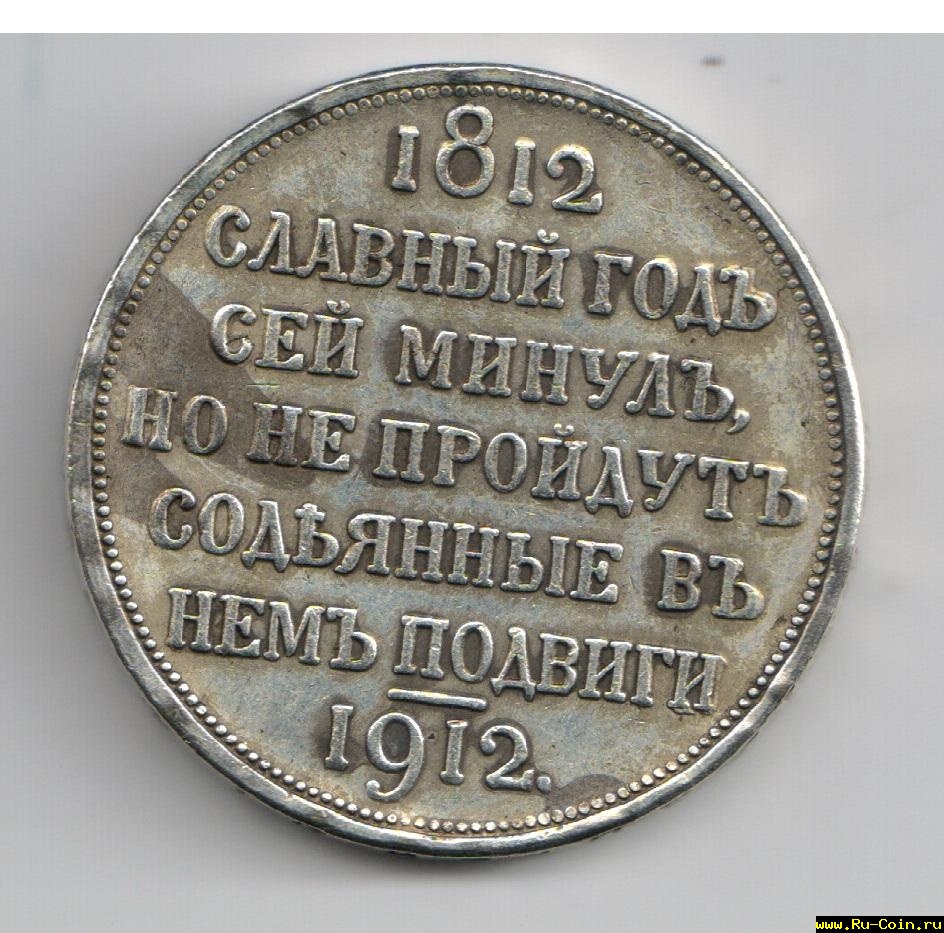 1812
СЛАВНЫЙ ГОДЪ
СЕЙ МИНУЛЪ,
НО НЕ ПРОЙДУТЪ
СОДѢЯННЫЕ ВЪ
НЕМЪ ПОДВИГИ
1912.
www.Ru-Coin.ru